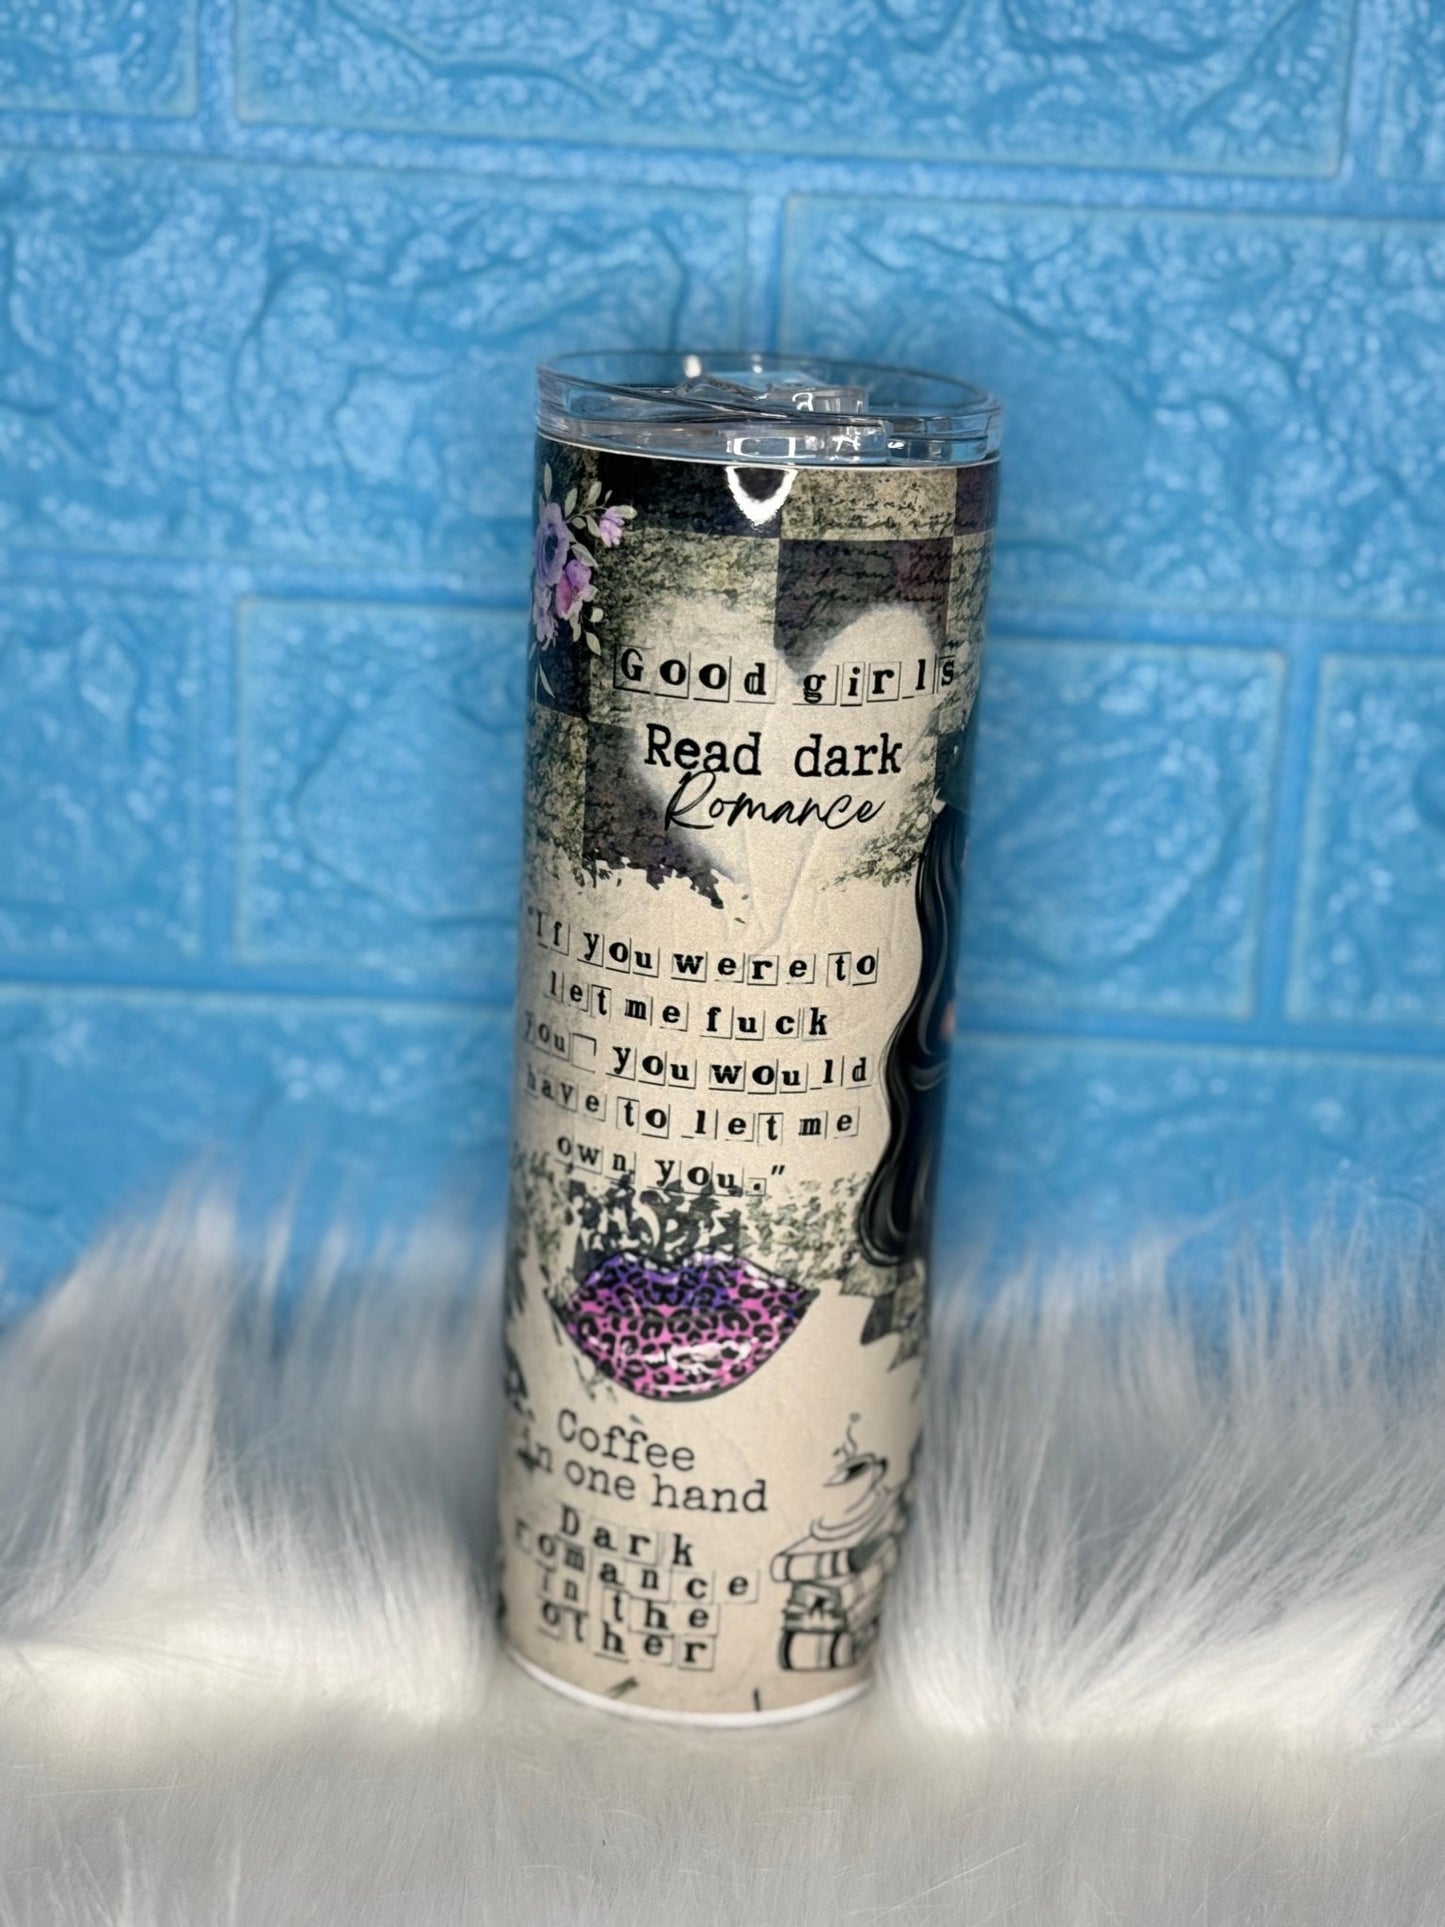 Good girls
Read dark
Romance
"If you were to
let me fuck
you you would
have to let me
own you."
Coffee
in one hand
Dark
romance
in the
other